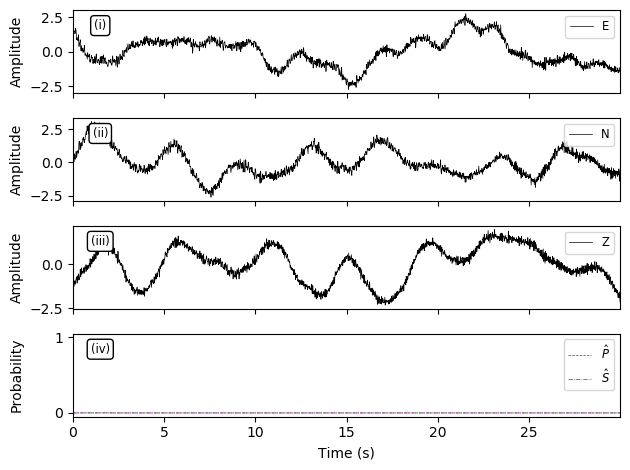 Amplitude
2.5
0.0
−2.5
(i)
E
Amplitude
2.5
0.0
−2.5
(ii)
N
Amplitude
0.0
−2.5
(iii)
Z
Probability
1
0
(iv)
P̂
Ŝ
0 5 10 15 20 25
Time (s)